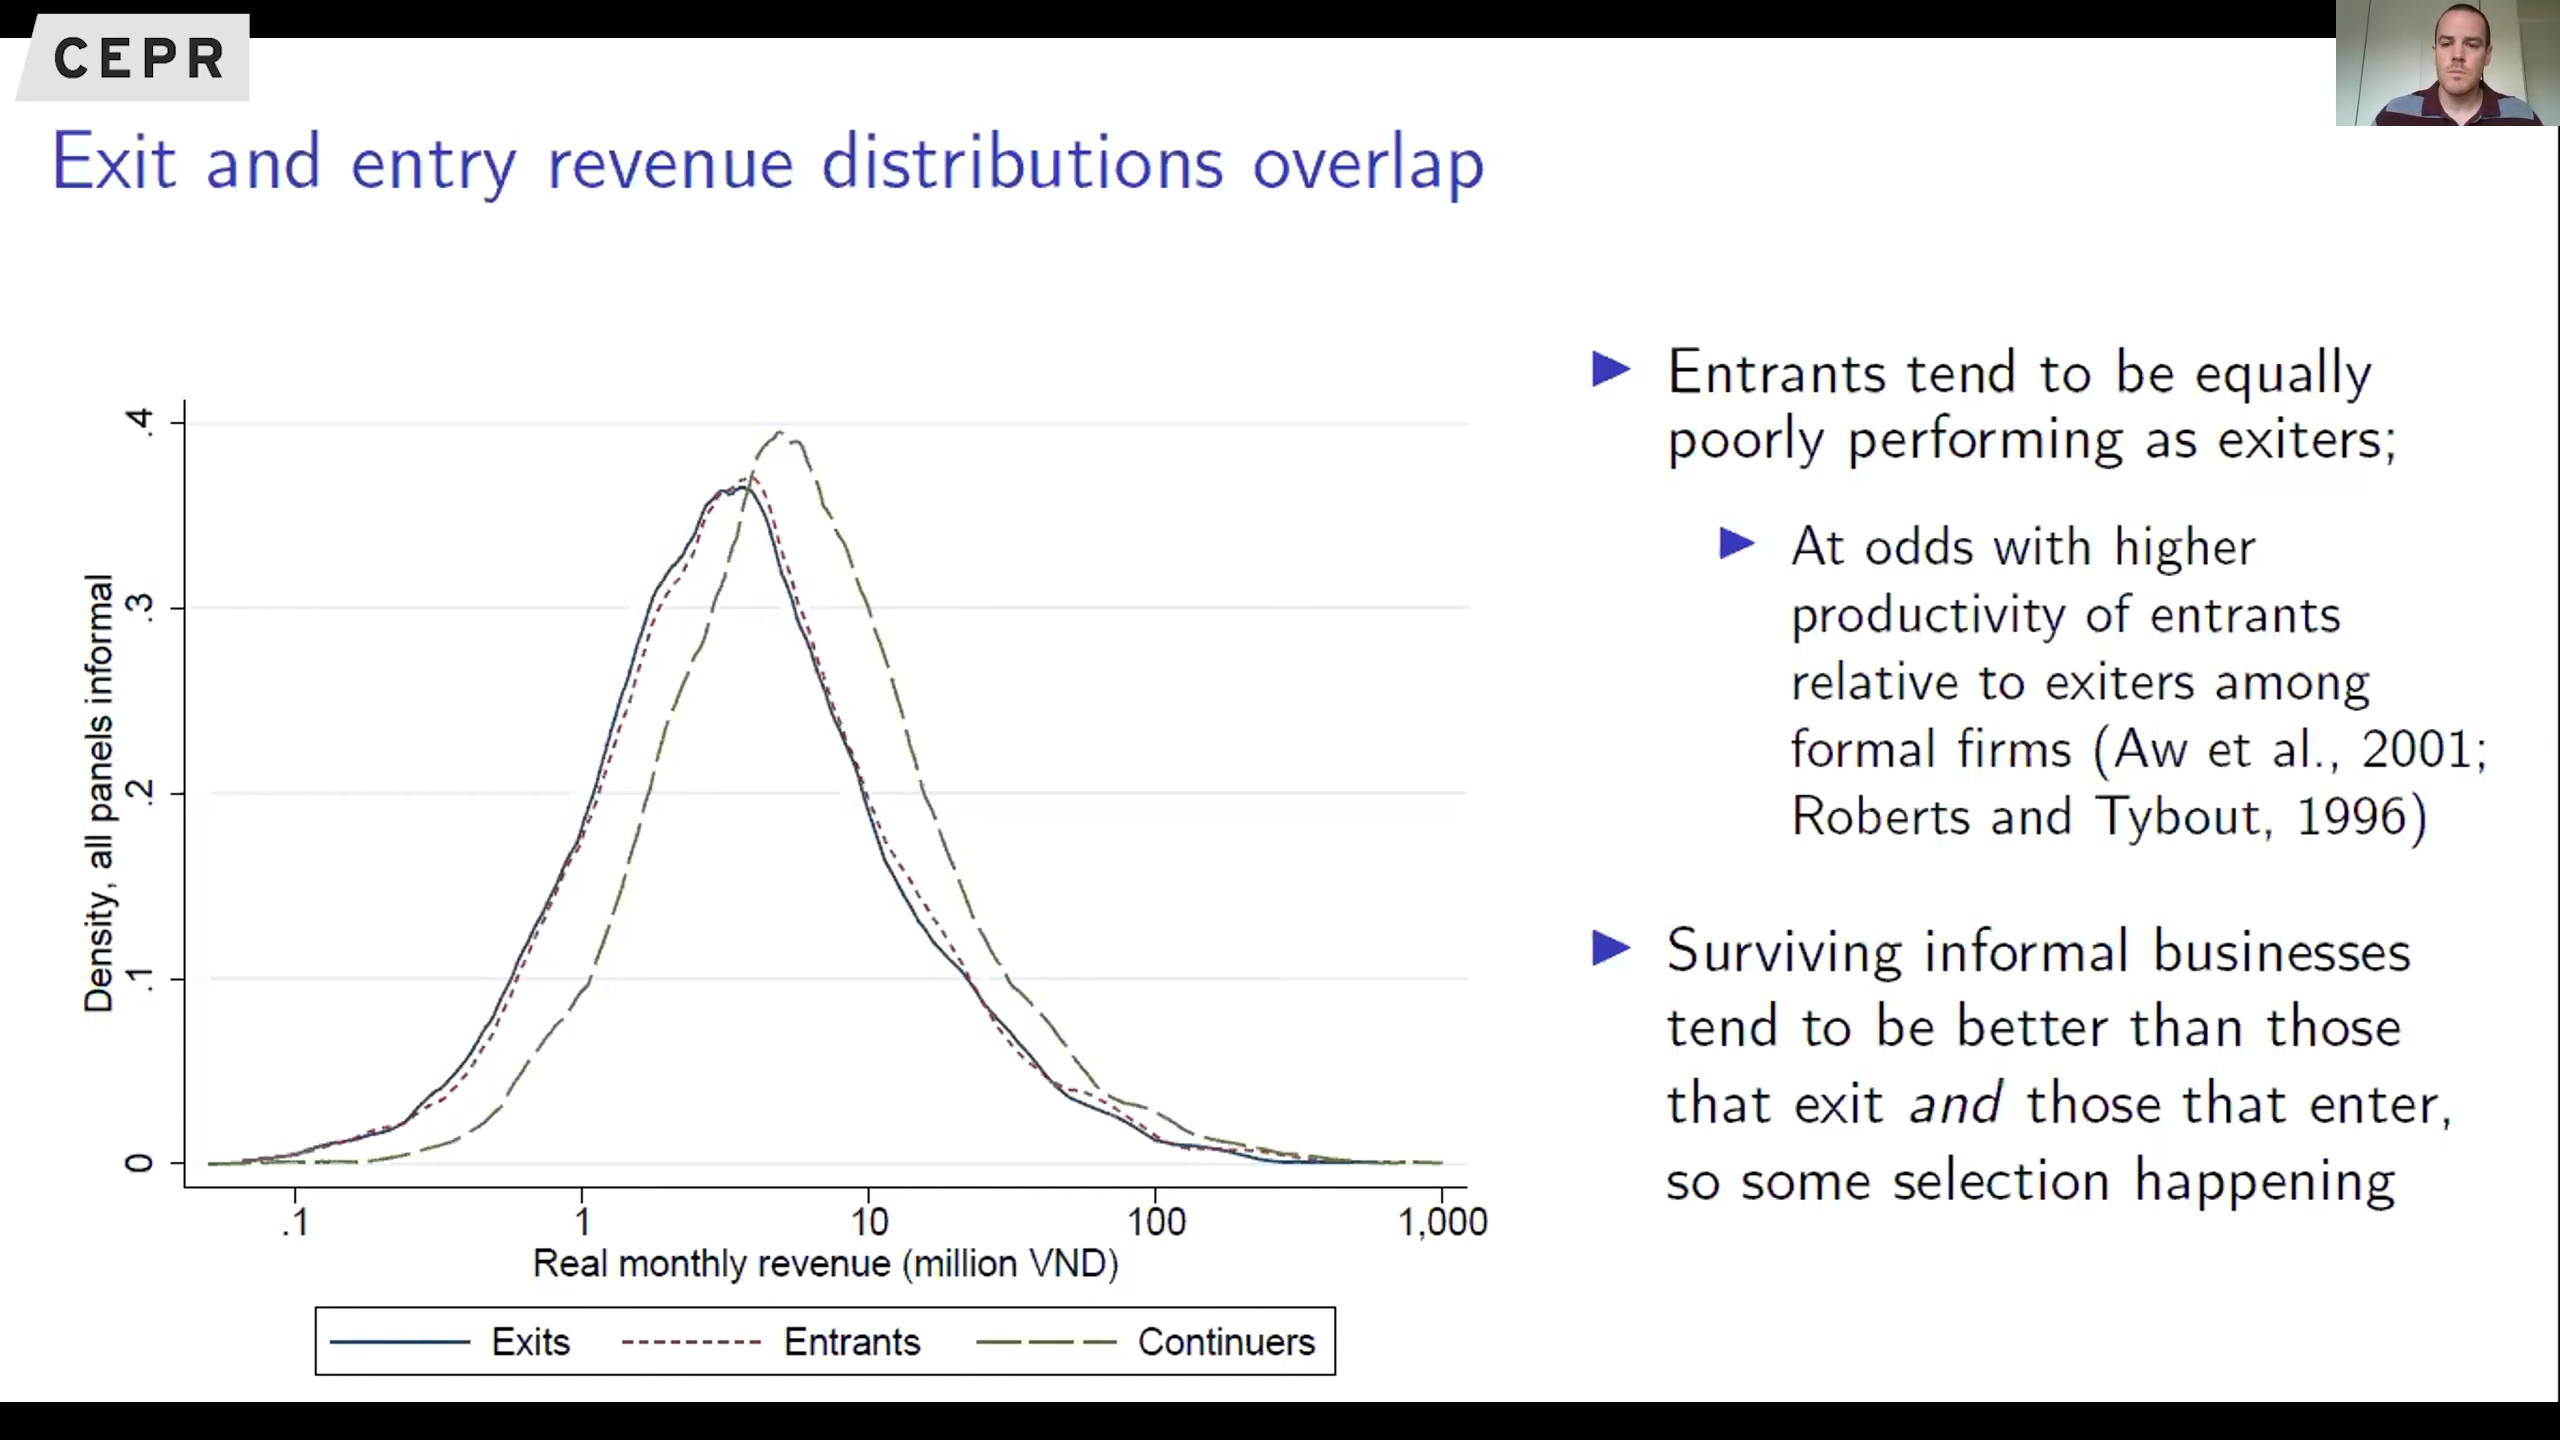 CEPR
Exit and entry revenue distributions overlap
Density, all panels informal
.4
.3
.2
.1
0
.1
1
10
100
1,000
Real monthly revenue (million VND)
Exits
Entrants
Continuers
Entrants tend to be equally
poorly performing as exiters;
At odds with higher
productivity of entrants
relative to exiters among
formal firms (Aw et al., 2001;
Roberts and Tybout, 1996)
Surviving informal businesses
tend to be better than those
that exit and those that enter,
so some selection happening